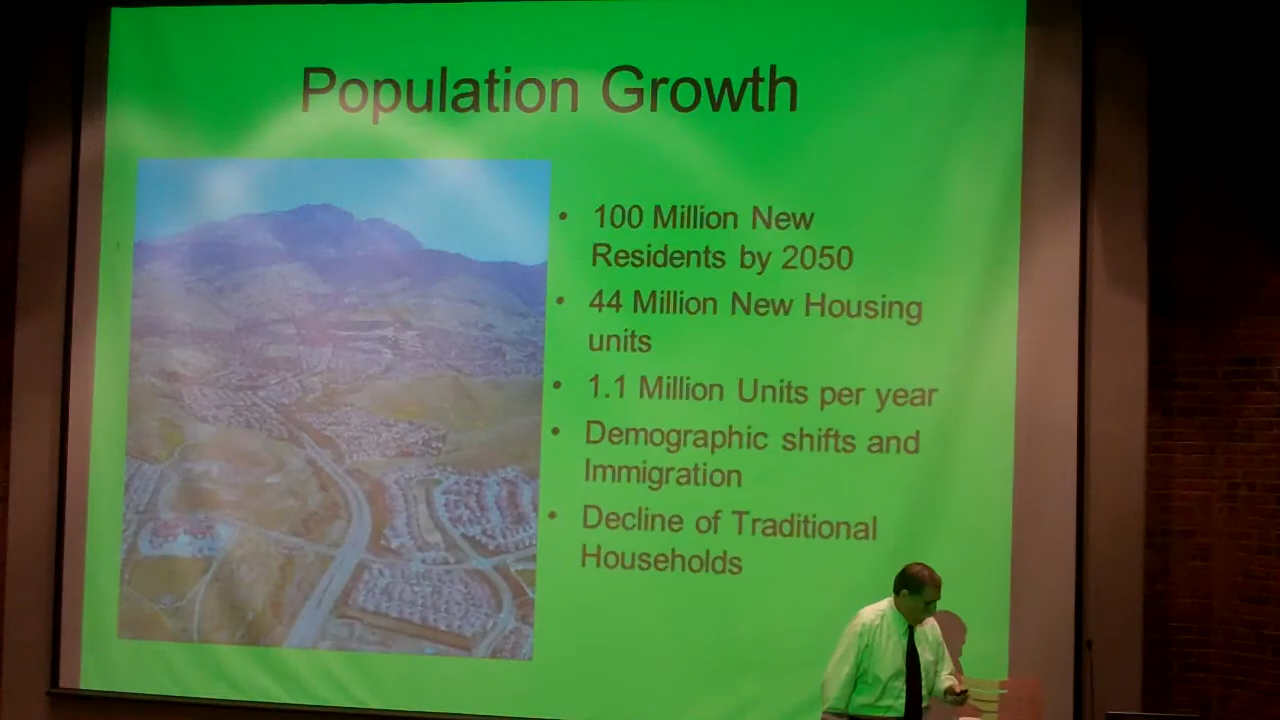 Population Growth
• 100 Million New
Residents by 2050
• 44 Million New Housing
units
• 1.1 Million Units per year
• Demographic shifts and
Immigration
• Decline of Traditional
Households